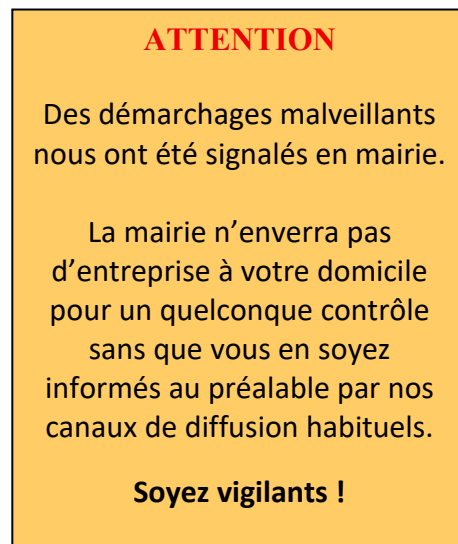 ATTENTION
Des démarchages malveillants
nous ont été signalés en mairie.
La mairie n’enverra pas
d’entreprise à votre domicile
pour un quelconque contrôle
sans que vous en soyez
informés au préalable par nos
canaux de diffusion habituels.
Soyez vigilants !